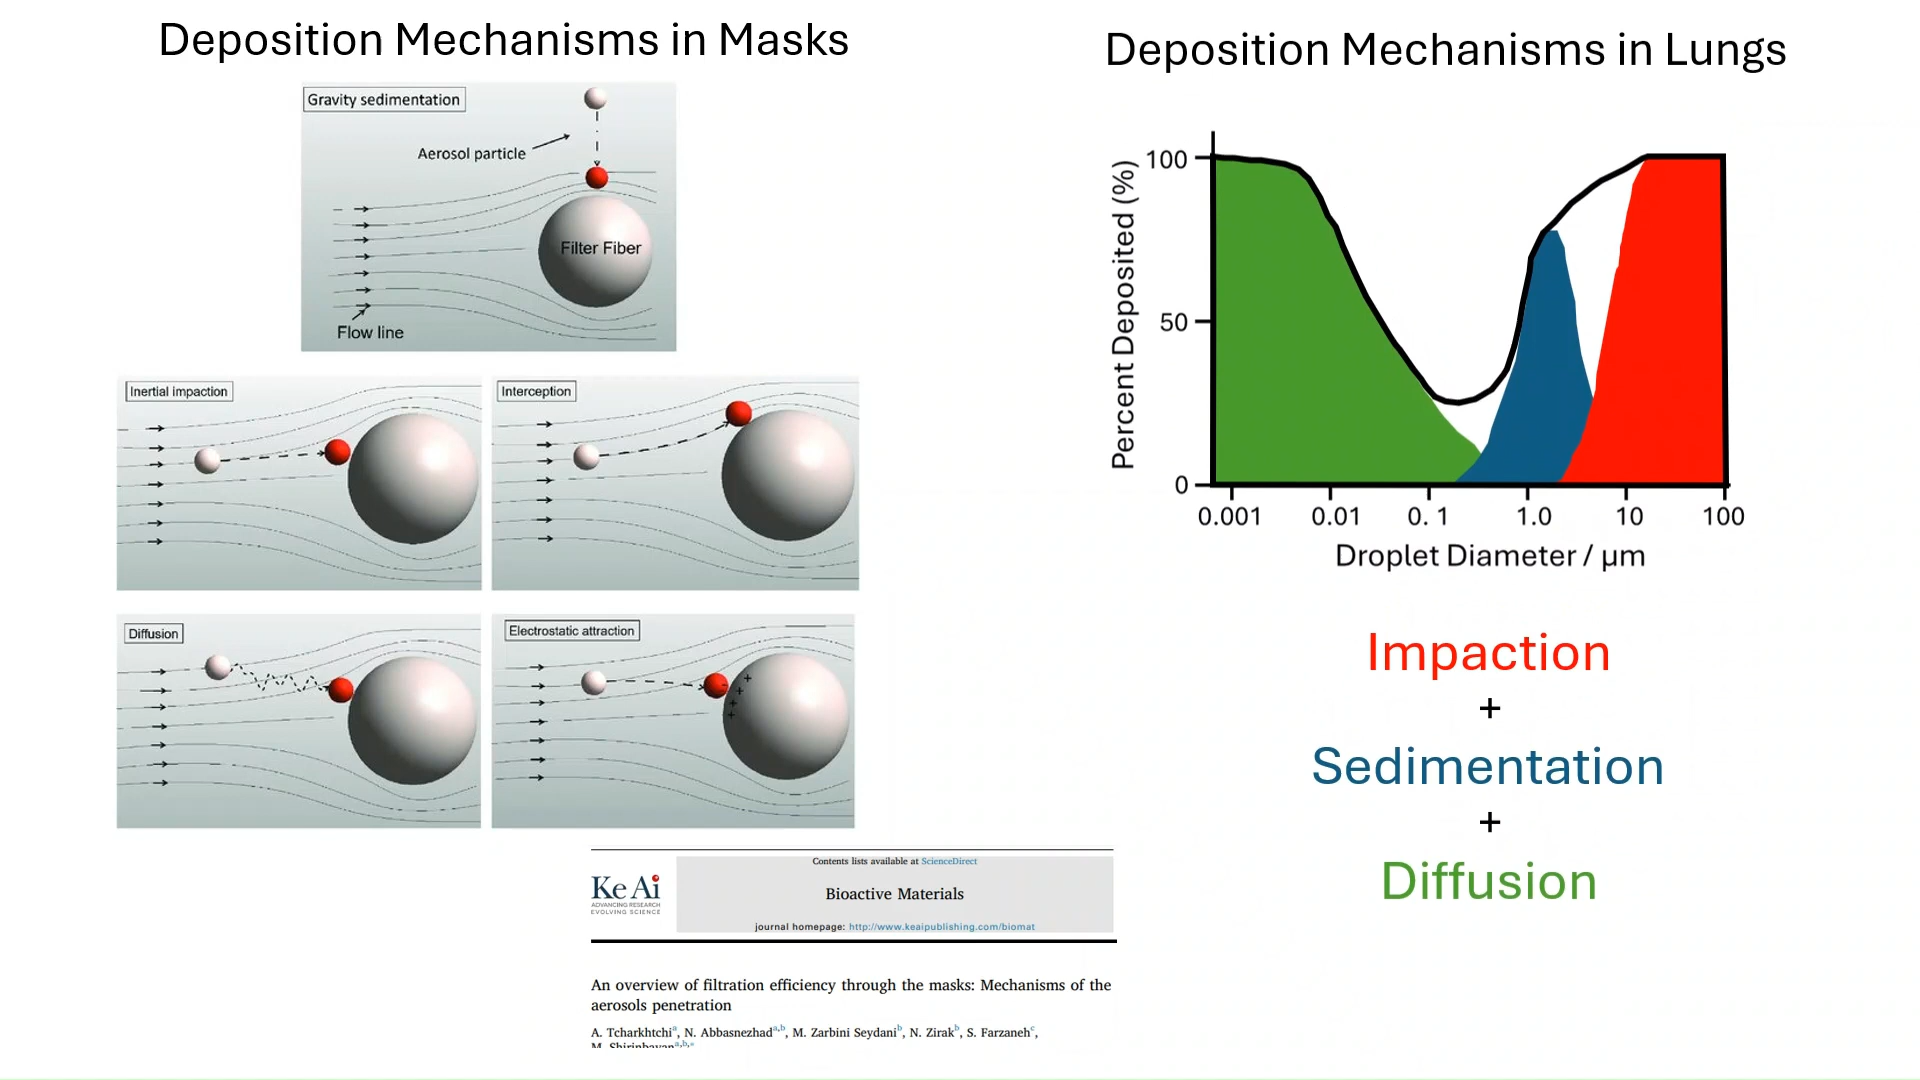 Deposition Mechanisms in Masks
Gravity sedimentation
Aerosol particle
Filter Fiber
Flow line
Inertial impaction
Interception
Diffusion
Electrostatic attraction
+
+
+
+
Contents lists available at ScienceDirect
Ke Ai
ADVANCING RESEARCH
EVOLVING SCIENCE
Bioactive Materials
journal homepage: http://www.keaipublishing.com/biomat
An overview of filtration efficiency through the masks: Mechanisms of the
aerosols penetration
A. Tcharkhtchi a, N. Abbasnezhad a,b, M. Zarbini Seydani b, N. Zirak b, S. Farzaneh c,
M. Shirinbayan a,b,*
Deposition Mechanisms in Lungs
Percent Deposited (%)
100
50
0
0.001 0.01 0.1 1.0 10 100
Droplet Diameter / µm
Impaction
+
Sedimentation
+
Diffusion